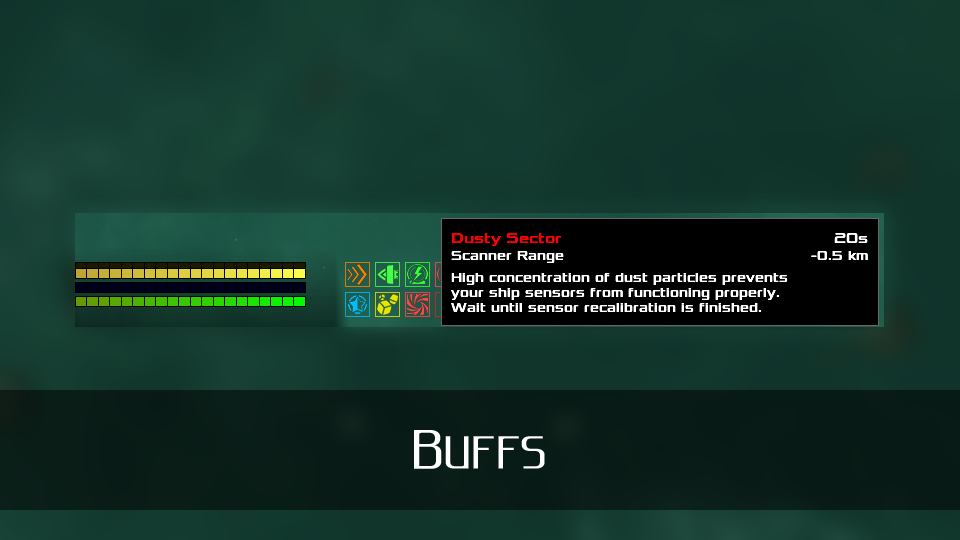 Dusty Sector 20s
Scanner Range -0.5 km
High concentration of dust particles prevents
your ship sensors from functioning properly.
Wait until sensor recalibration is finished.
Buffs